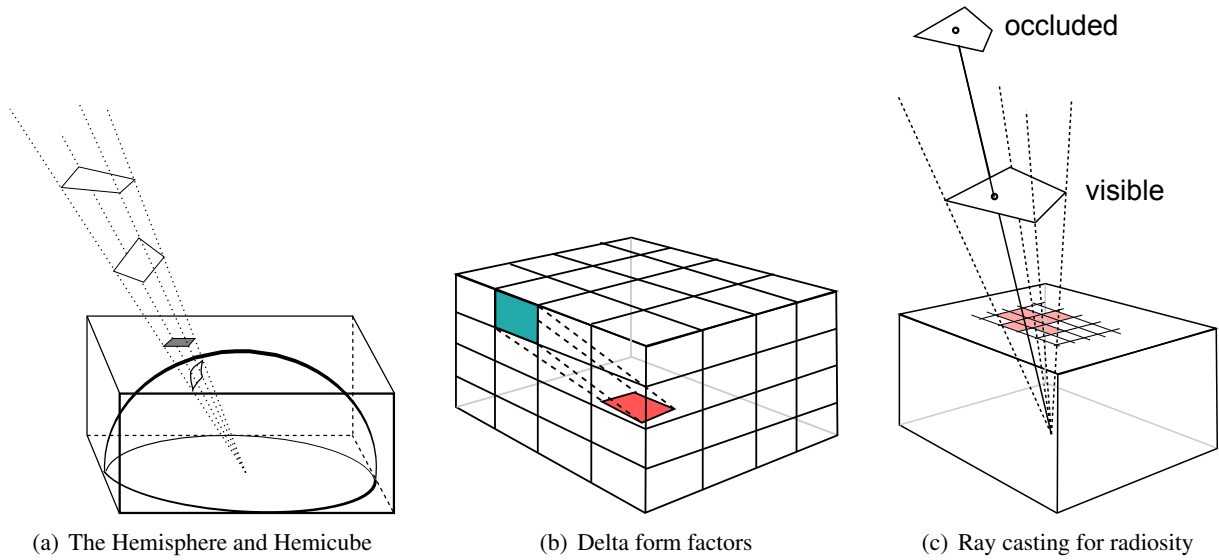 occluded
visible
(a) The Hemisphere and Hemicube
(b) Delta form factors
(c) Ray casting for radiosity